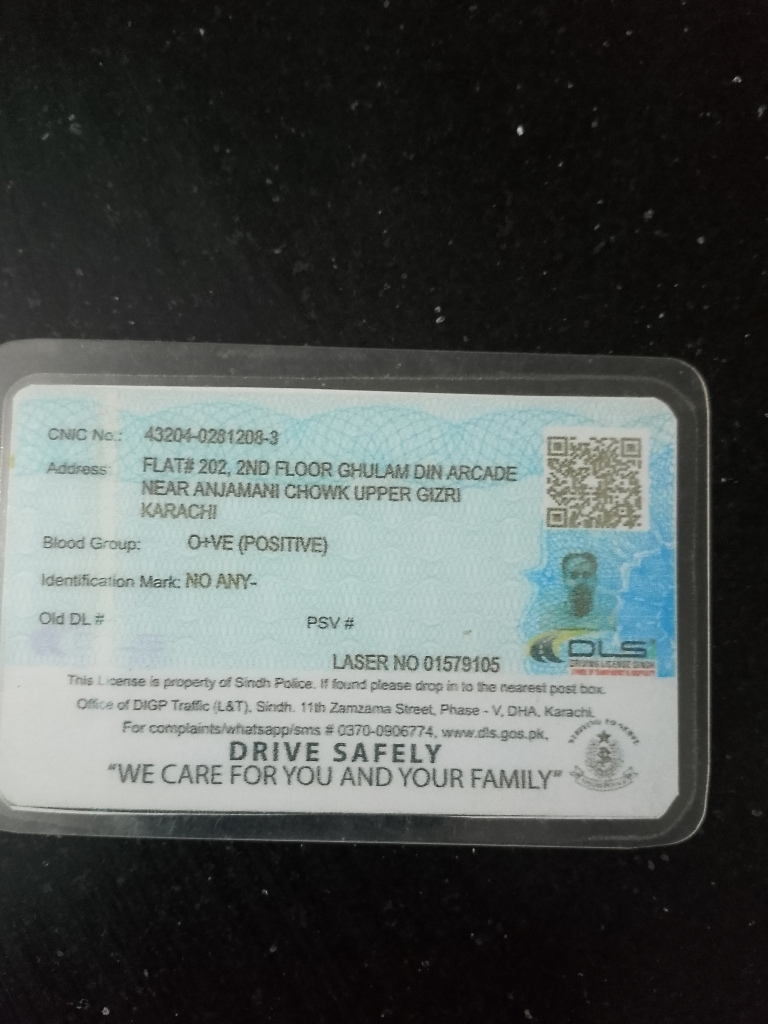 CNIC No.: 43204-0281208-3
Address: FLAT# 202, 2ND FLOOR GHULAM DIN ARCADE
NEAR ANJAMANI CHOWK UPPER GIZRI
KARACHI
Blood Group: O+VE (POSITIVE)
Identification Mark: NO ANY-
Old DL # PSV #
DLS
DRIVING LICENSE SINDH
LASER NO 01579105
This License is property of Sindh Police. If found please drop in to the nearest post box.
Office of DIGP Traffic (L&T), Sindh. 11th Zamzama Street, Phase - V, DHA, Karachi.
For complaints/whatsapp/sms # 0370-0906774, www.dls.gos.pk,
DRIVE SAFELY
"WE CARE FOR YOU AND YOUR FAMILY"